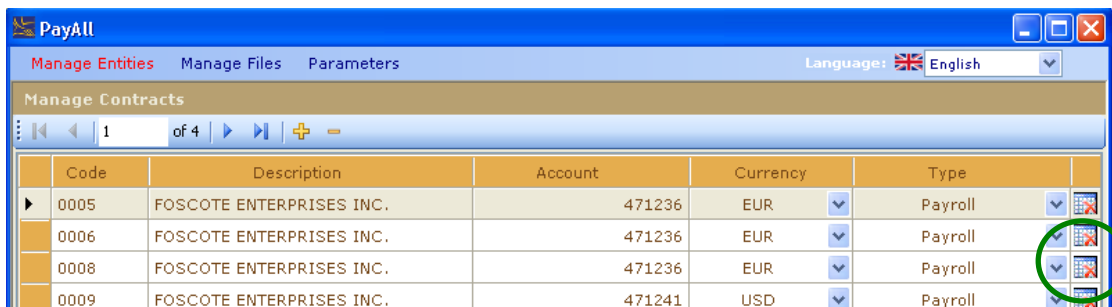 PayAll
Manage Entities Manage Files Parameters Language: English
Manage Contracts
1 of 4
Code Description Account Currency Type
0005 FOSCOTE ENTERPRISES INC. 471236 EUR Payroll
0006 FOSCOTE ENTERPRISES INC. 471236 EUR Payroll
0008 FOSCOTE ENTERPRISES INC. 471236 EUR Payroll
0009 FOSCOTE ENTERPRISES INC. 471241 USD Payroll